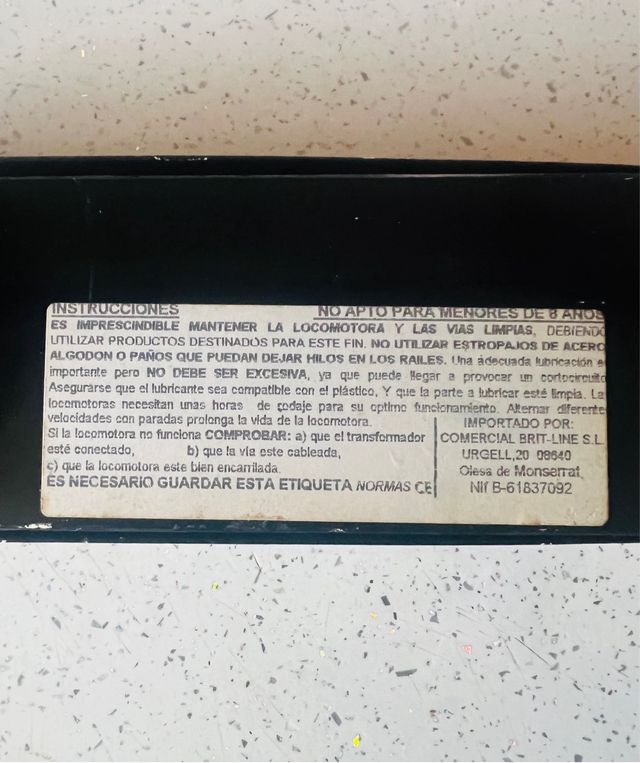 INSTRUCCIONES NO APTO PARA MENORES DE 8 AÑOS
ES IMPRESCINDIBLE MANTENER LA LOCOMOTORA Y LAS VIAS LIMPIAS, DEBIENDO
UTILIZAR PRODUCTOS DESTINADOS PARA ESTE FIN. NO UTILIZAR ESTROPAJOS DE ACERO
ALGODON O PAÑOS QUE PUEDAN DEJAR HILOS EN LOS RAILES. Una adecuada lubricación e
importante pero NO DEBE SER EXCESIVA, ya que puede llegar a provocar un cortocircuito
Asegurarse que el lubricante sea compatible con el plástico, Y que la parte a lubricar esté limpia. La
locomotoras necesitan unas horas de rodaje para su optimo funcionamiento. Alternar diferente
velocidades con paradas prolonga la vida de la locomotora.
Si la locomotora no funciona COMPROBAR: a) que el transformador
esté conectado, b) que la vía este cableada,
c) que la locomotora este bien encarrilada.
ES NECESARIO GUARDAR ESTA ETIQUETA NORMAS CE
IMPORTADO POR:
COMERCIAL BRIT-LINE S.L.
URGELL,20 08640
Olesa de Monserrat
Nif B-61837092